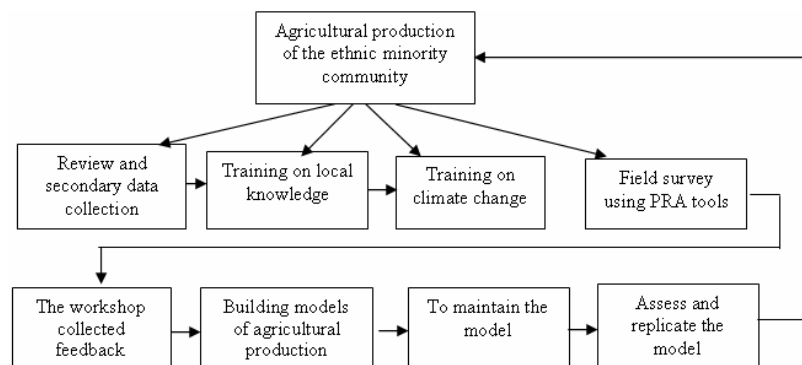 Agricultural production
of the ethnic minority
community
Review and
secondary data
collection
Training on local
knowledge
Training on
climate change
Field survey
using PRA tools
The workshop
collected
feedback
Building models
of agricultural
production
To maintain the
model
Assess and
replicate the
model